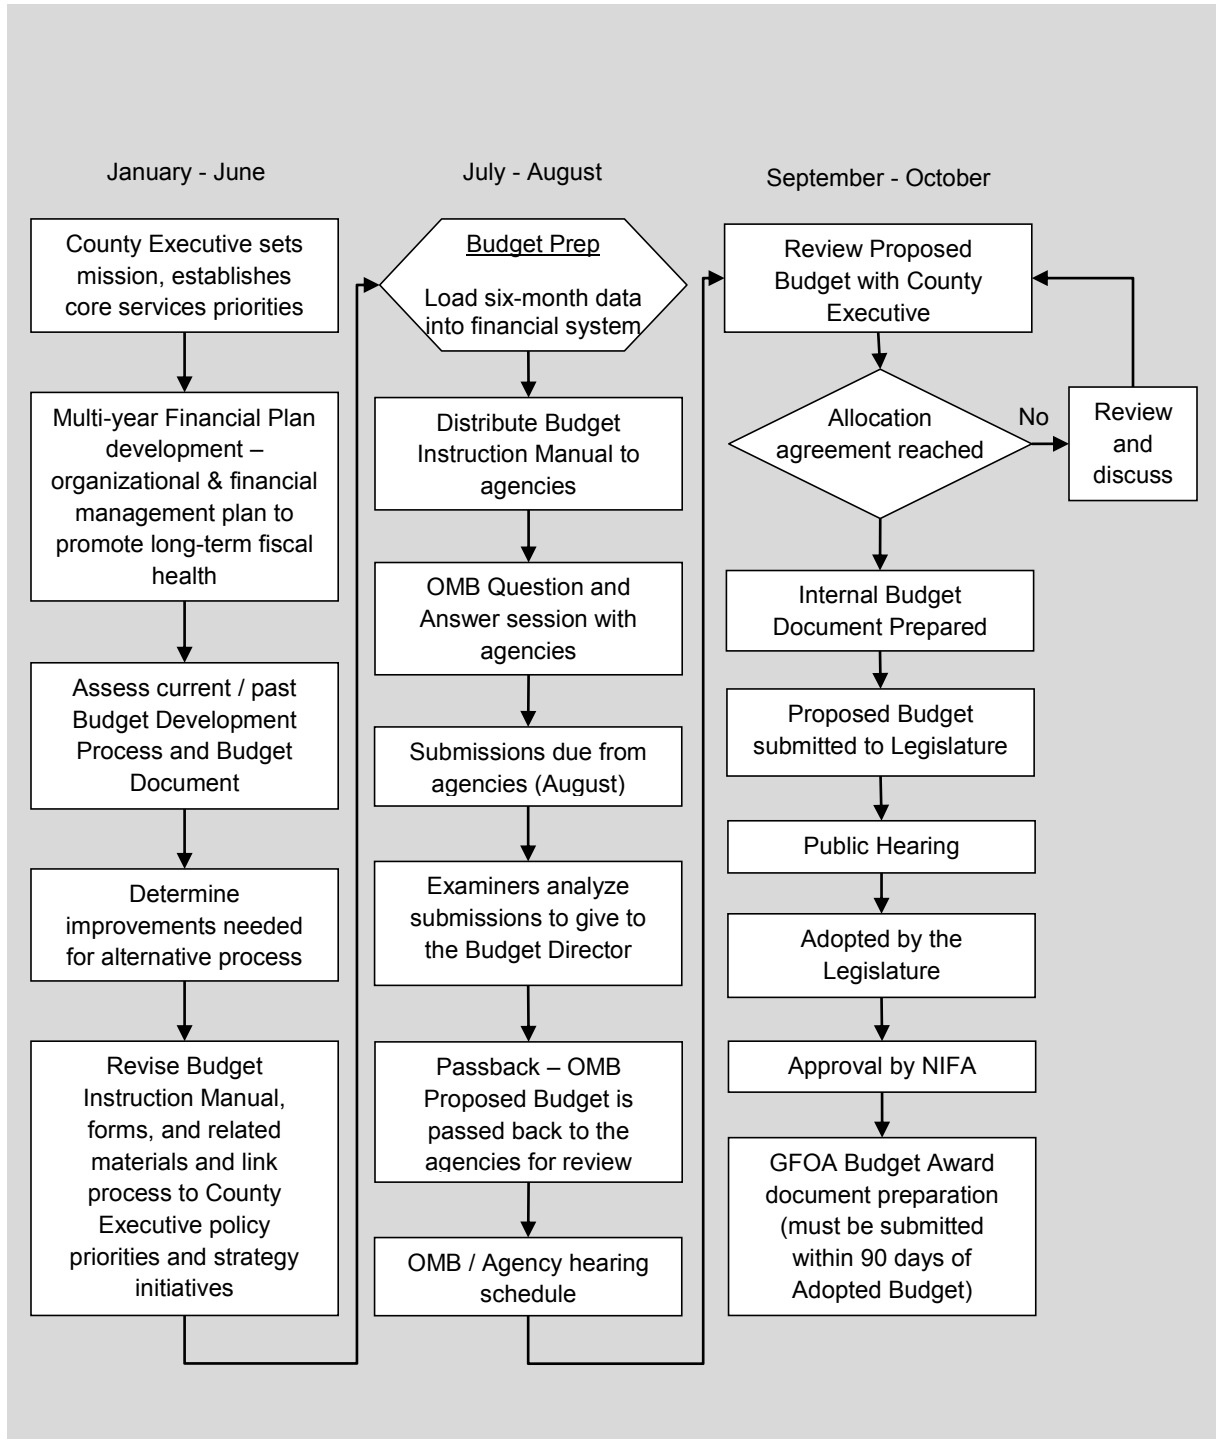 January - June
County Executive sets
mission, establishes
core services priorities
Multi-year Financial Plan
development –
organizational & financial
management plan to
promote long-term fiscal
health
Assess current / past
Budget Development
Process and Budget
Document
Determine
improvements needed
for alternative process
Revise Budget
Instruction Manual,
forms, and related
materials and link
process to County
Executive policy
priorities and strategy
initiatives
July - August
Budget Prep
Load six-month data
into financial system
Distribute Budget
Instruction Manual to
agencies
OMB Question and
Answer session with
agencies
Submissions due from
agencies (August)
Examiners analyze
submissions to give to
the Budget Director
Passback – OMB
Proposed Budget is
passed back to the
agencies for review
OMB / Agency hearing
schedule
September - October
Review Proposed
Budget with County
Executive
Allocation
agreement reached
No
Review
and
discuss
Internal Budget
Document Prepared
Proposed Budget
submitted to Legislature
Public Hearing
Adopted by the
Legislature
Approval by NIFA
GFOA Budget Award
document preparation
(must be submitted
within 90 days of
Adopted Budget)